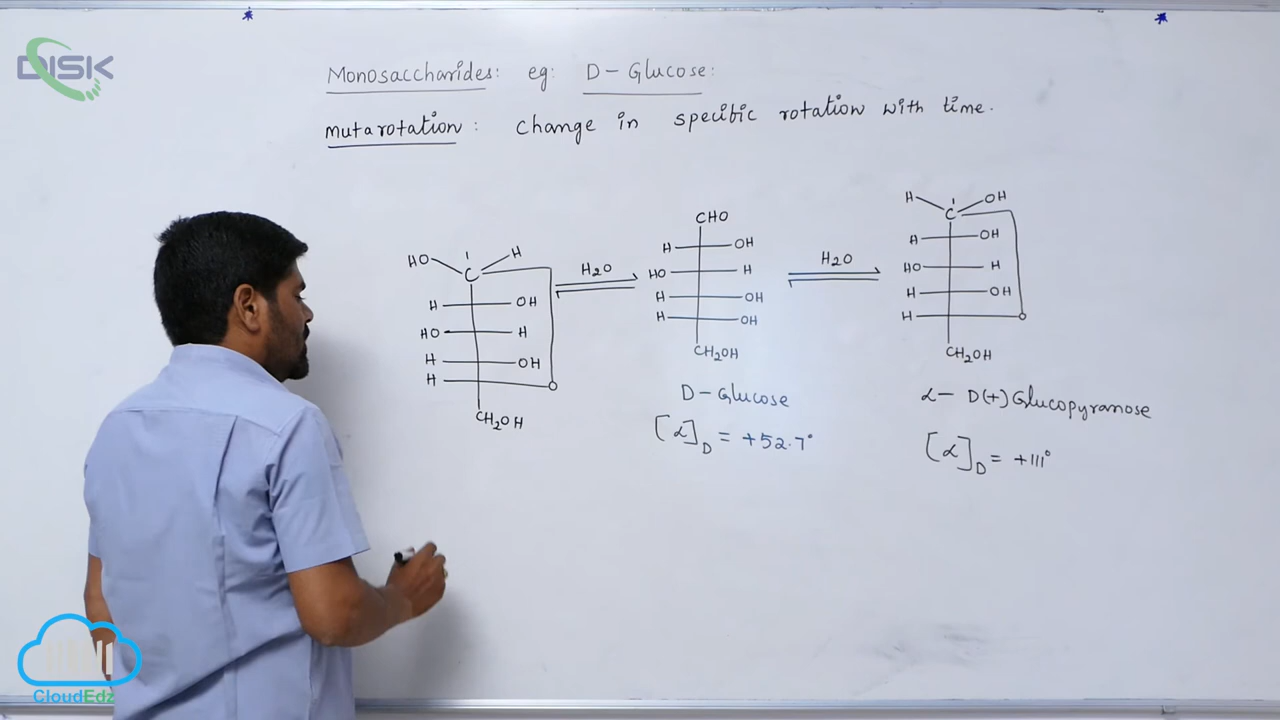 DISK
Monosaccharides: eg: D-Glucose:
Mutarotation: change in specific rotation with time.
HO H
' C
H OH
HO H
H OH
H O
CH2OH
H2O
CHO
H OH
HO H
H OH
H OH
CH2OH
D-Glucose
[α]D = +52.7°
H2O
H OH
' C
H OH
HO H
H OH
H O
CH2OH
α- D(+)Glucopyranose
[α]D = +111°
CloudEdz